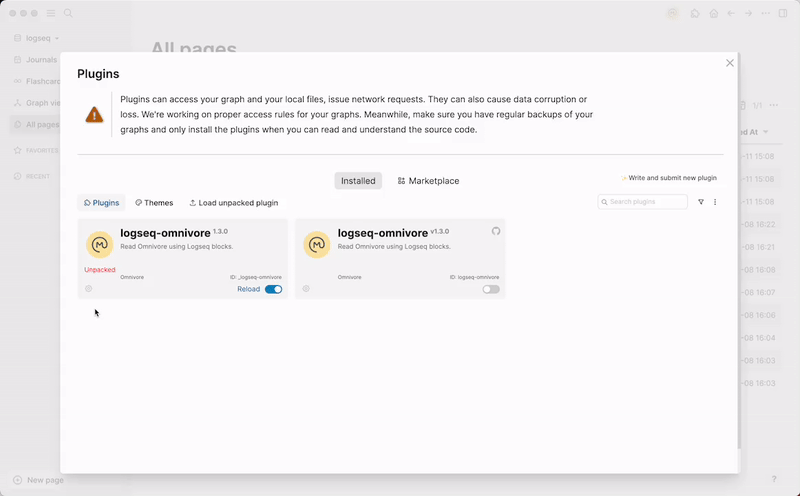 logseq
All pages
Journals
Flashcar
Graph vie
All pages
FAVORITE
RECENT
New page
Plugins
Plugins can access your graph and your local files, issue network requests. They can also cause data corruption or
loss. We're working on proper access rules for your graphs. Meanwhile, make sure you have regular backups of your
graphs and only install the plugins when you can read and understand the source code.
Installed
Marketplace
Write and submit new plugin
Plugins
Themes
Load unpacked plugin
Search plugins
logseq-omnivore 1.3.0
Read Omnivore using Logseq blocks.
Unpacked
Omnivore
ID: _logseq-omnivore
Reload
logseq-omnivore v1.3.0
Read Omnivore using Logseq blocks.
Omnivore
ID: logseq-omnivore
1/1
ed At
-11 15:08
-11 15:08
-11 15:08
-08 16:22
-08 16:21
-08 16:08
-08 16:07
-08 16:06
-08 16:04
-08 16:03
-08 16:03
?